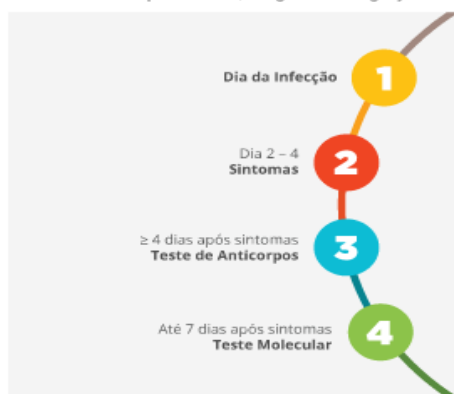 Dia da Infecção
1
Dia 2 – 4
Sintomas
2
≥ 4 dias após sintomas
Teste de Anticorpos
3
Até 7 dias após sintomas
Teste Molecular
4